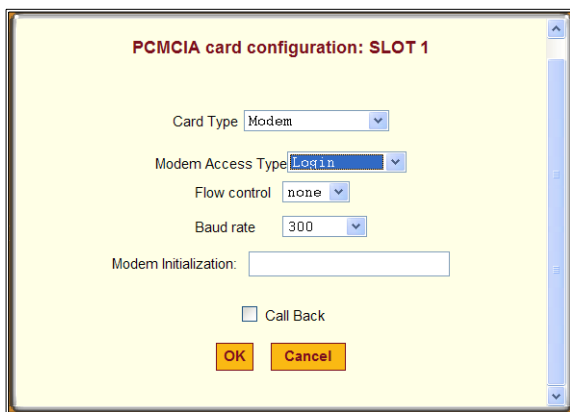 PCMCIA card configuration: SLOT 1
Card Type Modem
Modem Access Type Login
Flow control none
Baud rate 300
Modem Initialization:
Call Back
OK Cancel